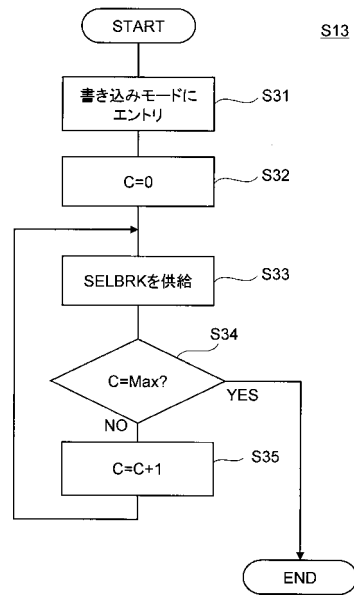 START
S13
書き込みモードに
エントリ
S31
C=0
S32
SELBRKを供給
S33
S34
C=Max?
YES
NO
C=C+1
S35
END